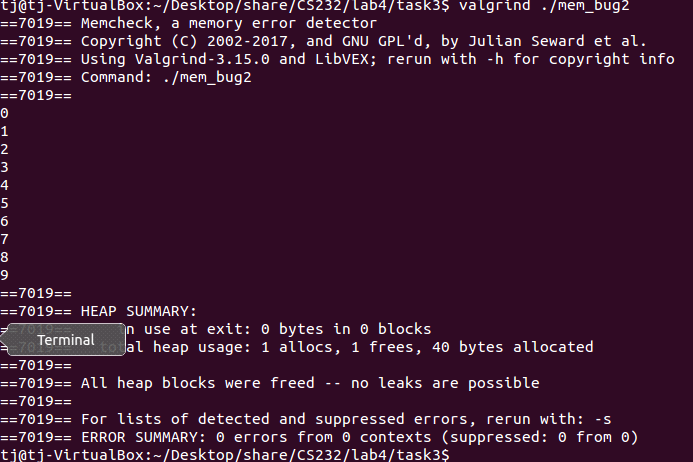 tj@tj-VirtualBox:~/Desktop/share/CS232/lab4/task3$ valgrind ./mem_bug2
==7019== Memcheck, a memory error detector
==7019== Copyright (C) 2002-2017, and GNU GPL'd, by Julian Seward et al.
==7019== Using Valgrind-3.15.0 and LibVEX; rerun with -h for copyright info
==7019== Command: ./mem_bug2
==7019==
0
1
2
3
4
5
6
7
8
9
==7019==
==7019== HEAP SUMMARY:
==7019== in use at exit: 0 bytes in 0 blocks
Terminal
==7019== total heap usage: 1 allocs, 1 frees, 40 bytes allocated
==7019==
==7019== All heap blocks were freed -- no leaks are possible
==7019==
==7019== For lists of detected and suppressed errors, rerun with: -s
==7019== ERROR SUMMARY: 0 errors from 0 contexts (suppressed: 0 from 0)
tj@tj-VirtualBox:~/Desktop/share/CS232/lab4/task3$